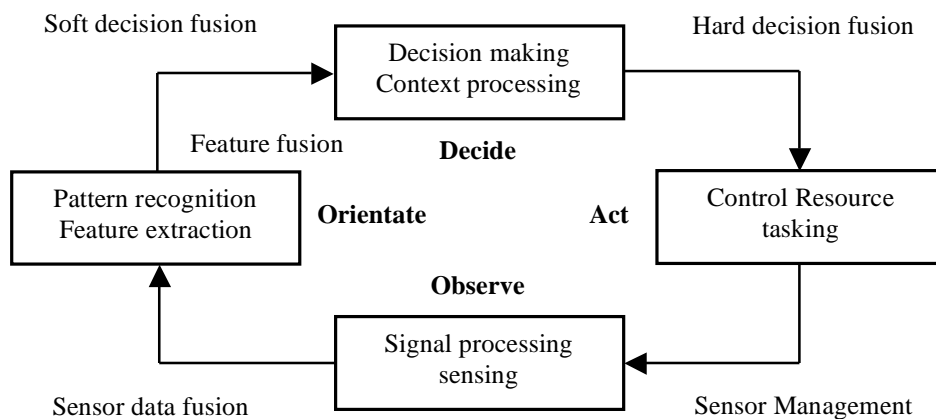 Soft decision fusion
Hard decision fusion
Decision making
Context processing
Feature fusion
Decide
Pattern recognition
Feature extraction
Orientate
Act
Control Resource
tasking
Observe
Signal processing
sensing
Sensor data fusion
Sensor Management